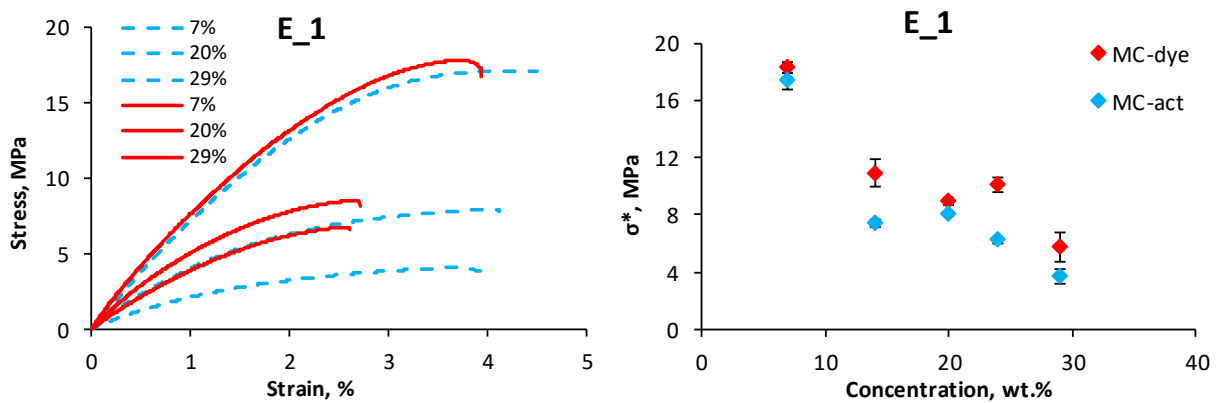 E_1
Stress, MPa
20
15
10
5
0
7%
20%
29%
7%
20%
29%
0 1 2 3 4 5
Strain, %
E_1
σ*, MPa
20
16
12
8
4
0
MC-dye
MC-act
0 10 20 30 40
Concentration, wt.%